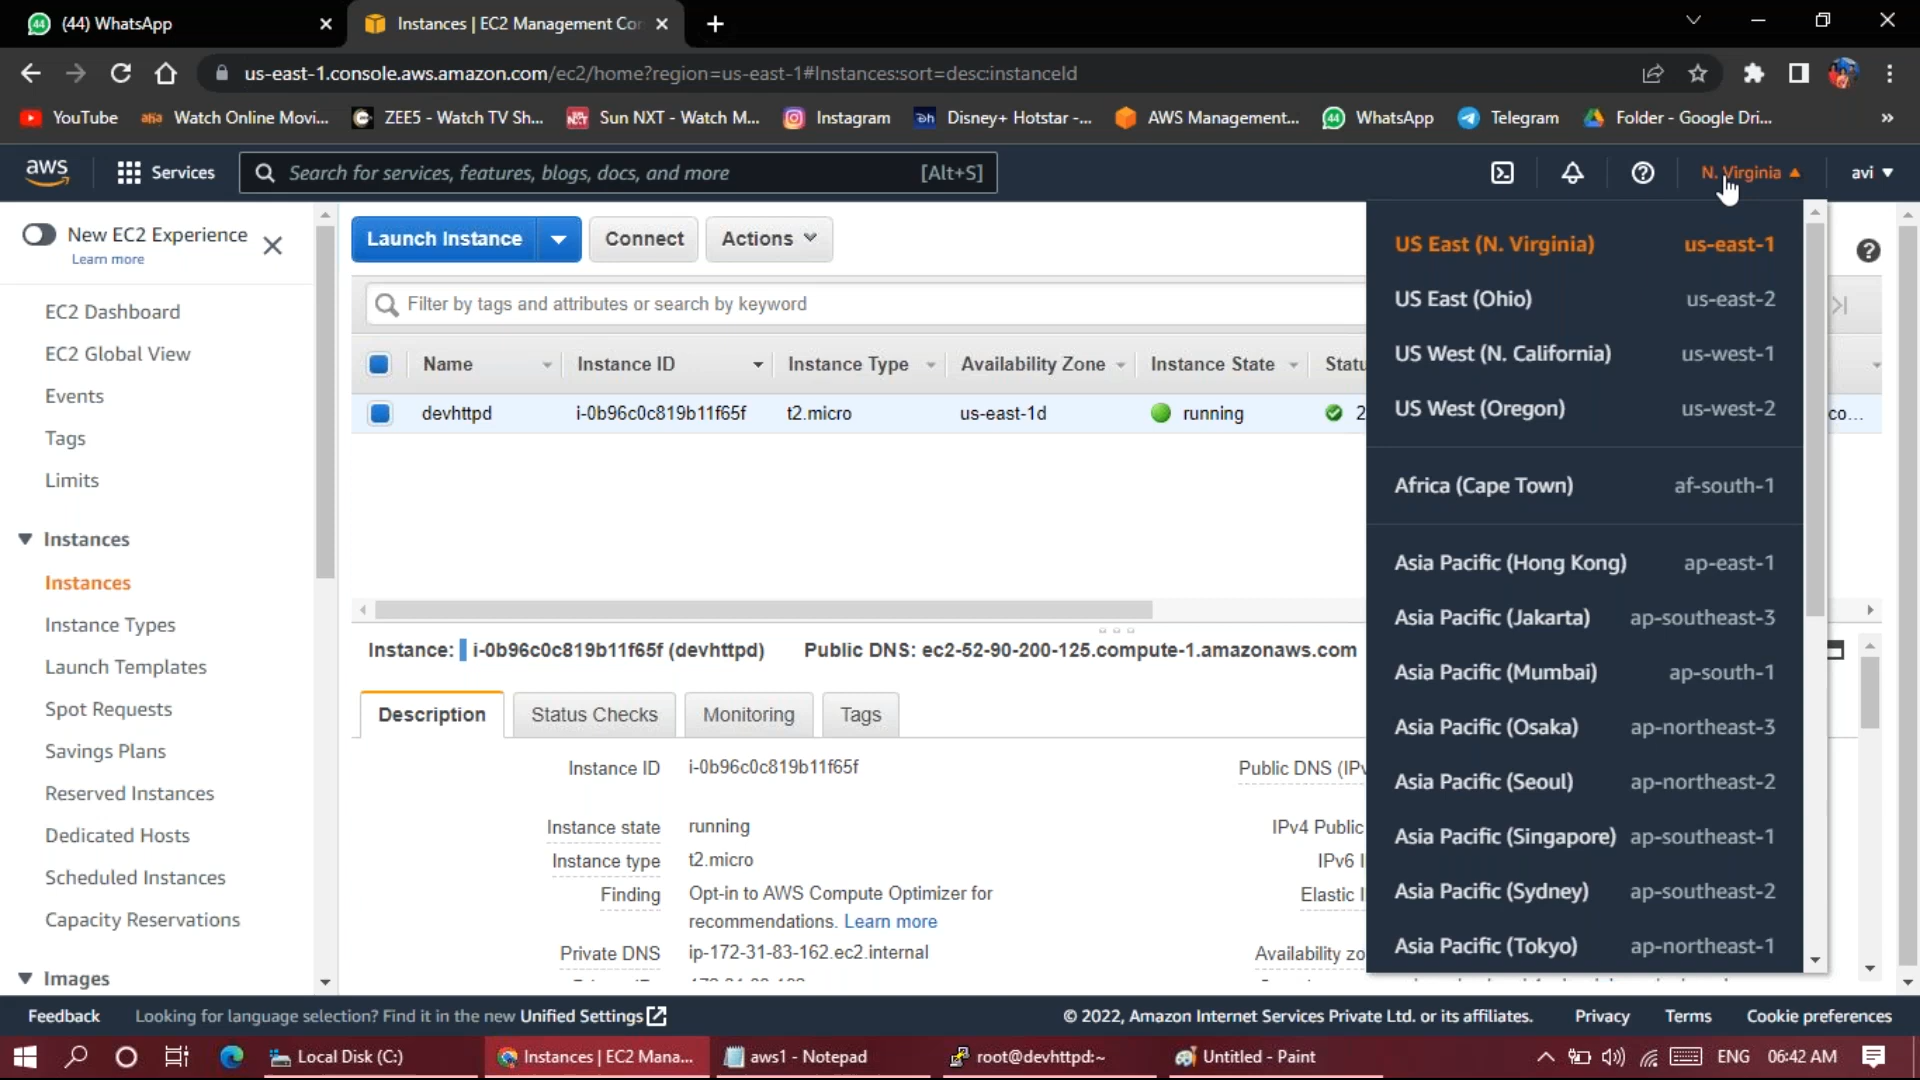 (44) WhatsApp
Instances | EC2 Management Con
us-east-1.console.aws.amazon.com/ec2/home?region=us-east-1#Instances:sort=desc:instanceId
YouTube
aha Watch Online Movi...
ZEE5 - Watch TV Sh...
Sun NXT - Watch M...
Instagram
Disney+ Hotstar -...
AWS Management...
WhatsApp
Telegram
Folder - Google Dri...
»
aws
Services
Search for services, features, blogs, docs, and more [Alt+S]
N. Virginia
avi
New EC2 Experience
Learn more
EC2 Dashboard
EC2 Global View
Events
Tags
Limits
Instances
Instances
Instance Types
Launch Templates
Spot Requests
Savings Plans
Reserved Instances
Dedicated Hosts
Scheduled Instances
Capacity Reservations
Images
Launch Instance
Connect
Actions
Filter by tags and attributes or search by keyword
Name Instance ID Instance Type Availability Zone Instance State Statu
devhttpd i-0b96c0c819b11f65f t2.micro us-east-1d running 2 co...
Instance: i-0b96c0c819b11f65f (devhttpd) Public DNS: ec2-52-90-200-125.compute-1.amazonaws.com
Description Status Checks Monitoring Tags
Instance ID i-0b96c0c819b11f65f Public DNS (IPv
Instance state running IPv4 Public
Instance type t2.micro IPv6 I
Finding Opt-in to AWS Compute Optimizer for Elastic I
recommendations. Learn more
Private DNS ip-172-31-83-162.ec2.internal Availability zo
US East (N. Virginia) us-east-1
US East (Ohio) us-east-2
US West (N. California) us-west-1
US West (Oregon) us-west-2
Africa (Cape Town) af-south-1
Asia Pacific (Hong Kong) ap-east-1
Asia Pacific (Jakarta) ap-southeast-3
Asia Pacific (Mumbai) ap-south-1
Asia Pacific (Osaka) ap-northeast-3
Asia Pacific (Seoul) ap-northeast-2
Asia Pacific (Singapore) ap-southeast-1
Asia Pacific (Sydney) ap-southeast-2
Asia Pacific (Tokyo) ap-northeast-1
Feedback Looking for language selection? Find it in the new Unified Settings © 2022, Amazon Internet Services Private Ltd. or its affiliates. Privacy Terms Cookie preferences
Local Disk (C:) Instances | EC2 Mana... aws1 - Notepad root@devhttpd:~ Untitled - Paint ENG 06:42 AM